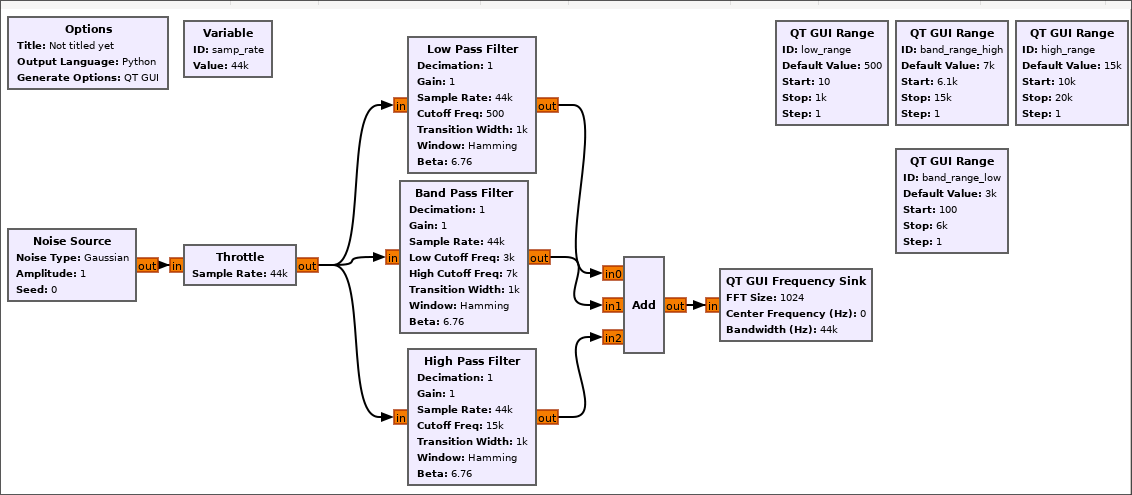 Options
Title: Not titled yet
Output Language: Python
Generate Options: QT GUI
Variable
ID: samp_rate
Value: 44k
Low Pass Filter
Decimation: 1
Gain: 1
Sample Rate: 44k
Cutoff Freq: 500
Transition Width: 1k
Window: Hamming
Beta: 6.76
in
out
QT GUI Range
ID: low_range
Default Value: 500
Start: 10
Stop: 1k
Step: 1
QT GUI Range
ID: band_range_high
Default Value: 7k
Start: 6.1k
Stop: 15k
Step: 1
QT GUI Range
ID: high_range
Default Value: 15k
Start: 10k
Stop: 20k
Step: 1
QT GUI Range
ID: band_range_low
Default Value: 3k
Start: 100
Stop: 6k
Step: 1
Noise Source
Noise Type: Gaussian
Amplitude: 1
Seed: 0
out
in
Throttle
Sample Rate: 44k
out
in
Band Pass Filter
Decimation: 1
Gain: 1
Sample Rate: 44k
Low Cutoff Freq: 3k
High Cutoff Freq: 7k
Transition Width: 1k
Window: Hamming
Beta: 6.76
out
in
High Pass Filter
Decimation: 1
Gain: 1
Sample Rate: 44k
Cutoff Freq: 15k
Transition Width: 1k
Window: Hamming
Beta: 6.76
out
in0
in1
in2
Add
out
in
QT GUI Frequency Sink
FFT Size: 1024
Center Frequency (Hz): 0
Bandwidth (Hz): 44k